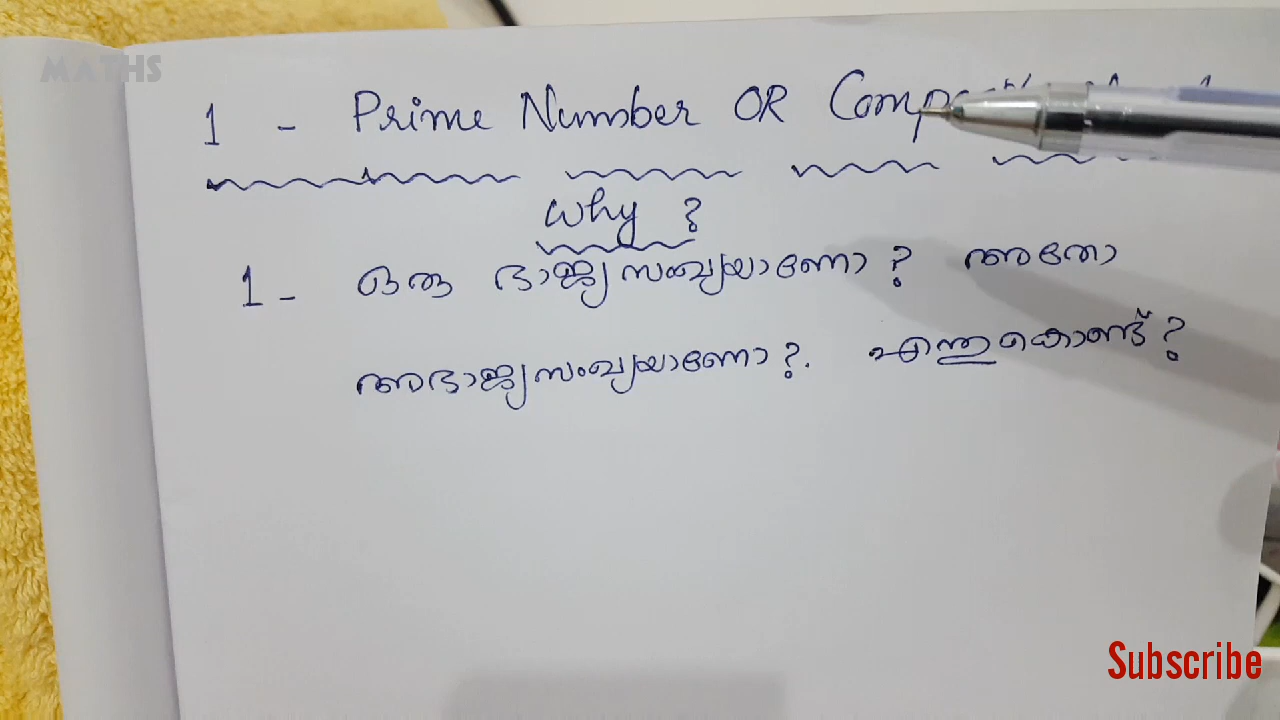 MATHS
1 - Prime Number OR
Why ?
1 - ഒരു ഭാജ്യസംഖ്യയാണോ ? അതോ
അഭാജ്യസംഖ്യയാണോ ?. എന്തുകൊണ്ട് ?
Subscribe